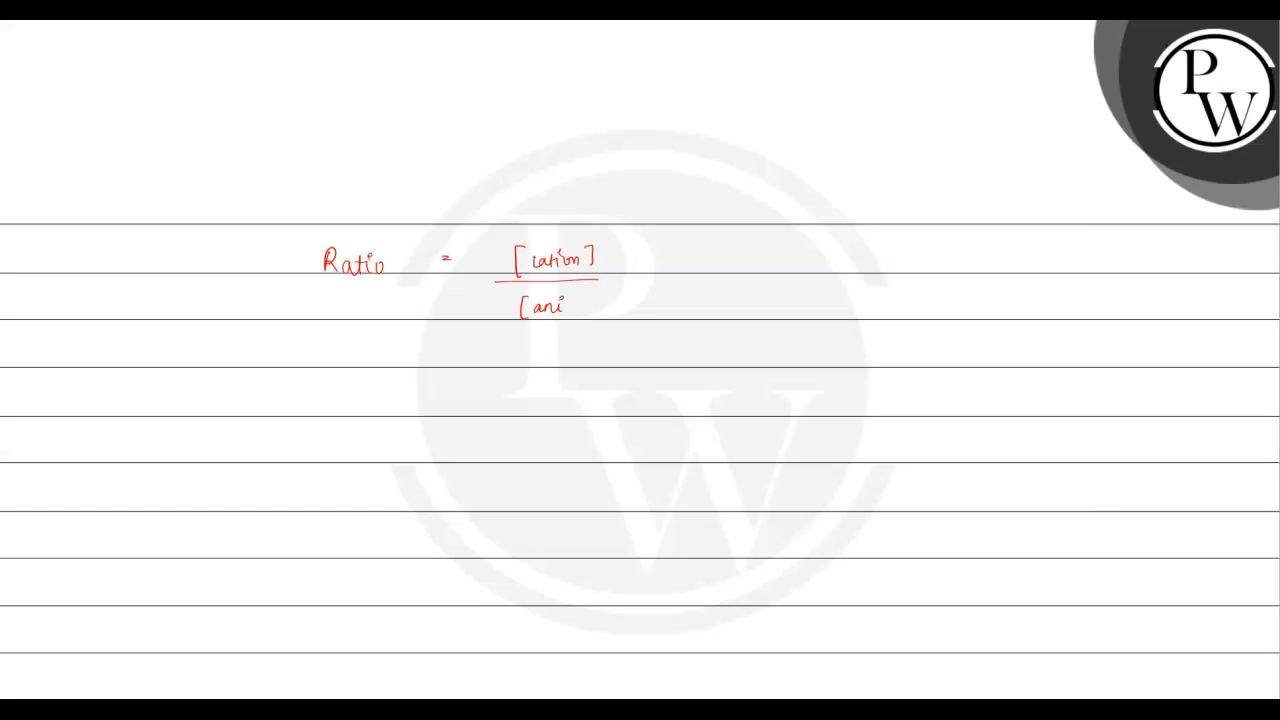 P
W
Ratio = [cation]
[ani
P
W